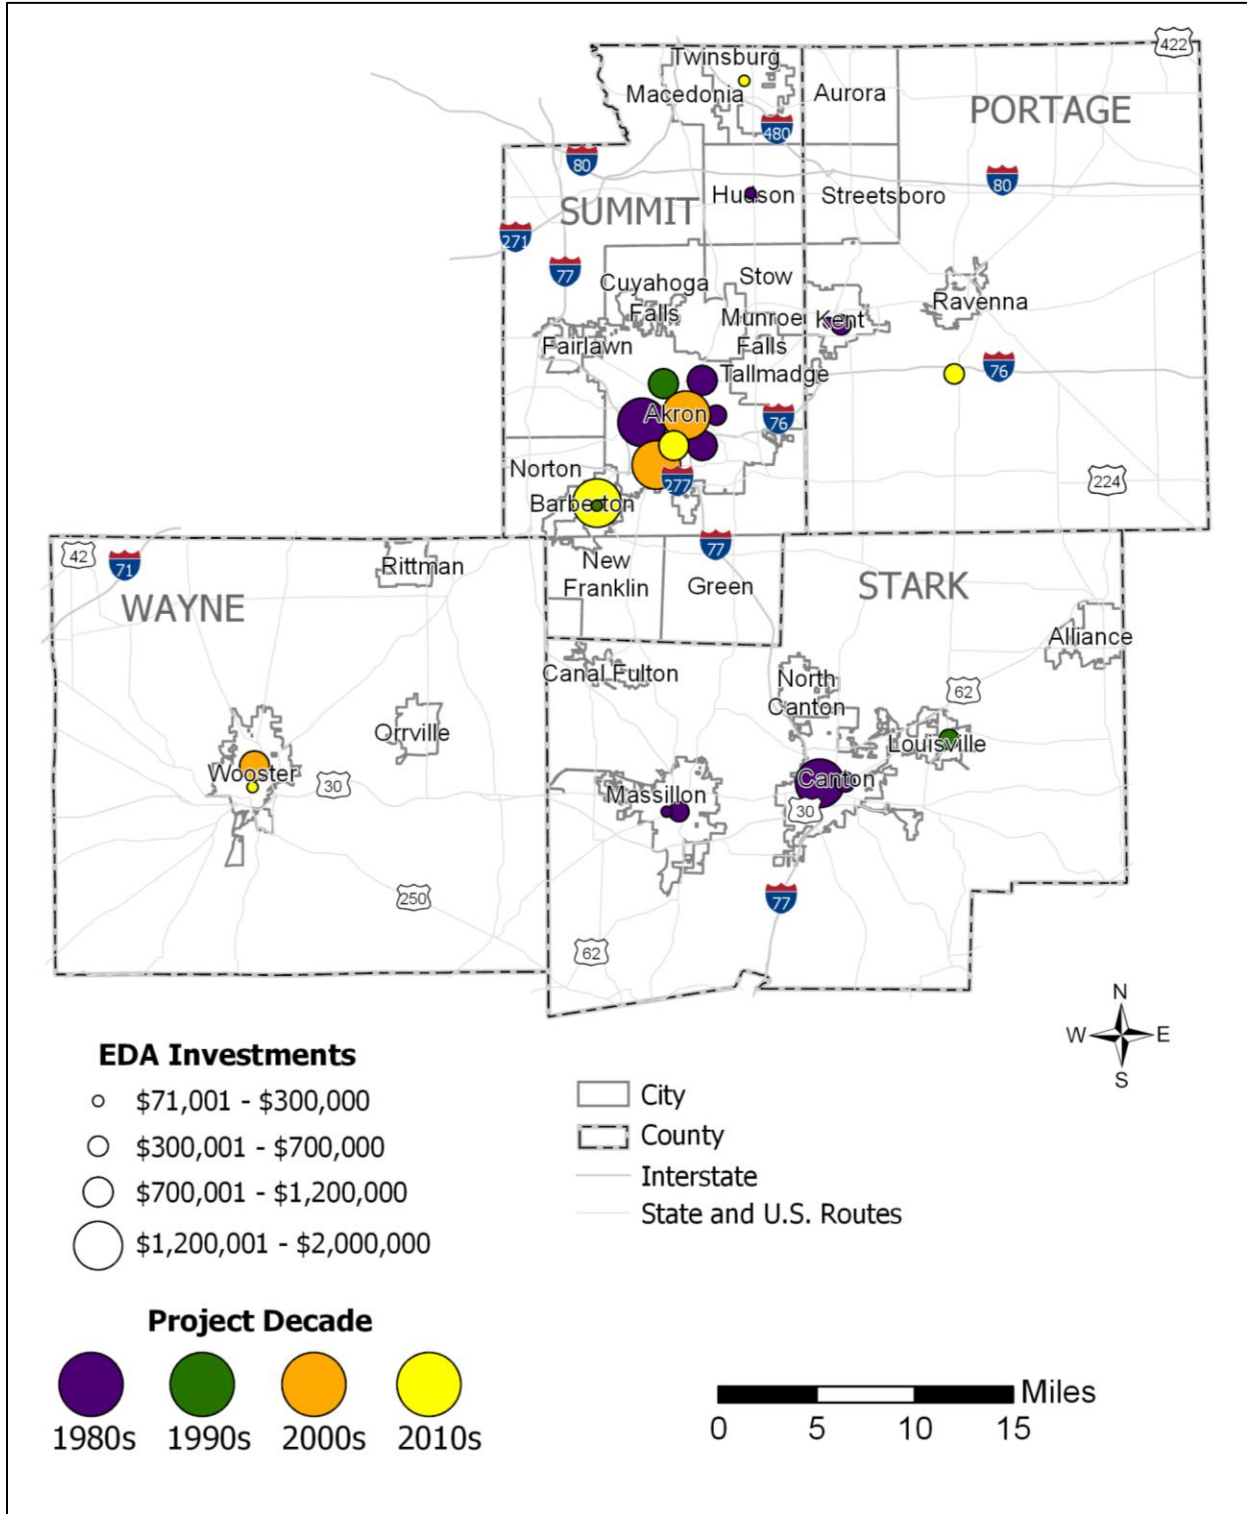 422
Twinsburg
Macedonia
Aurora
PORTAGE
480
80
80
Hudson
Streetsboro
SUMMIT
271
77
Stow
Cuyahoga
Falls
Ravenna
Munroe
Falls
Kent
Fairlawn
76
Tallmadge
Akron
76
Norton
277
224
Barberton
42
71
77
Rittman
New
Franklin
Green
STARK
WAYNE
Alliance
Canal Fulton
North
Canton
62
Orrville
Louisville
Wooster
30
Canton
Massillon
30
250
77
62
N
W
E
S
EDA Investments
$71,001 - $300,000
$300,001 - $700,000
$700,001 - $1,200,000
$1,200,001 - $2,000,000
City
County
Interstate
State and U.S. Routes
Project Decade
1980s
1990s
2000s
2010s
Miles
0
5
10
15